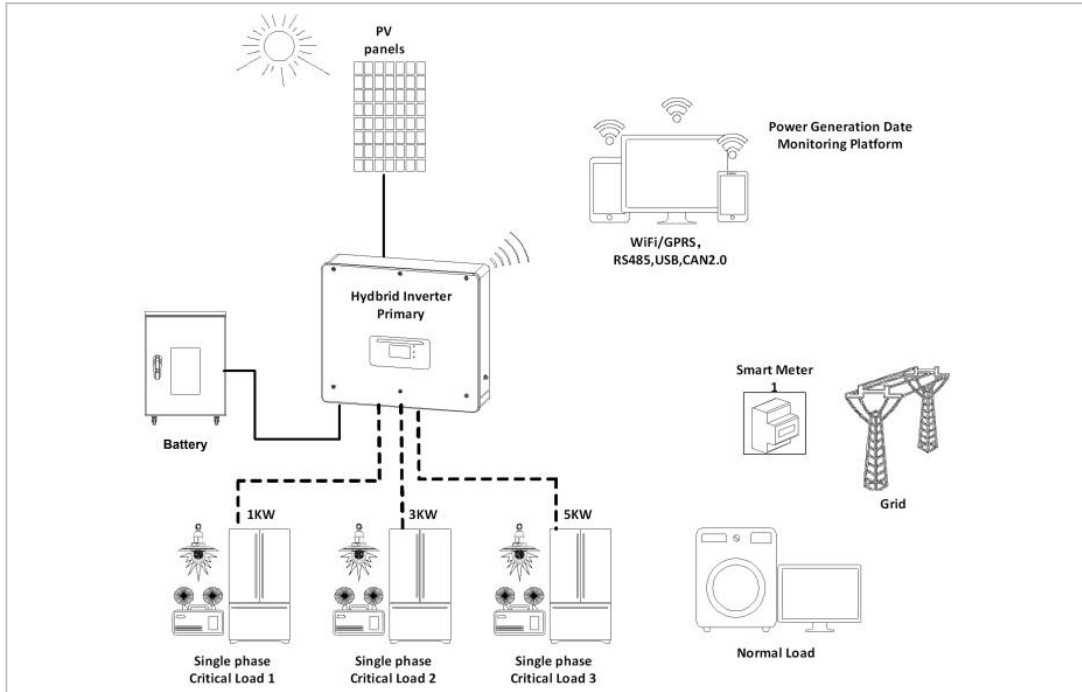 PV
panels
Power Generation Date
Monitoring Platform
WiFi/GPRS,
RS485,USB,CAN2.0
Hydbrid Inverter
Primary
Smart Meter
1
Battery
Grid
1KW
3KW
5KW
Single phase
Critical Load 1
Single phase
Critical Load 2
Single phase
Critical Load 3
Normal Load